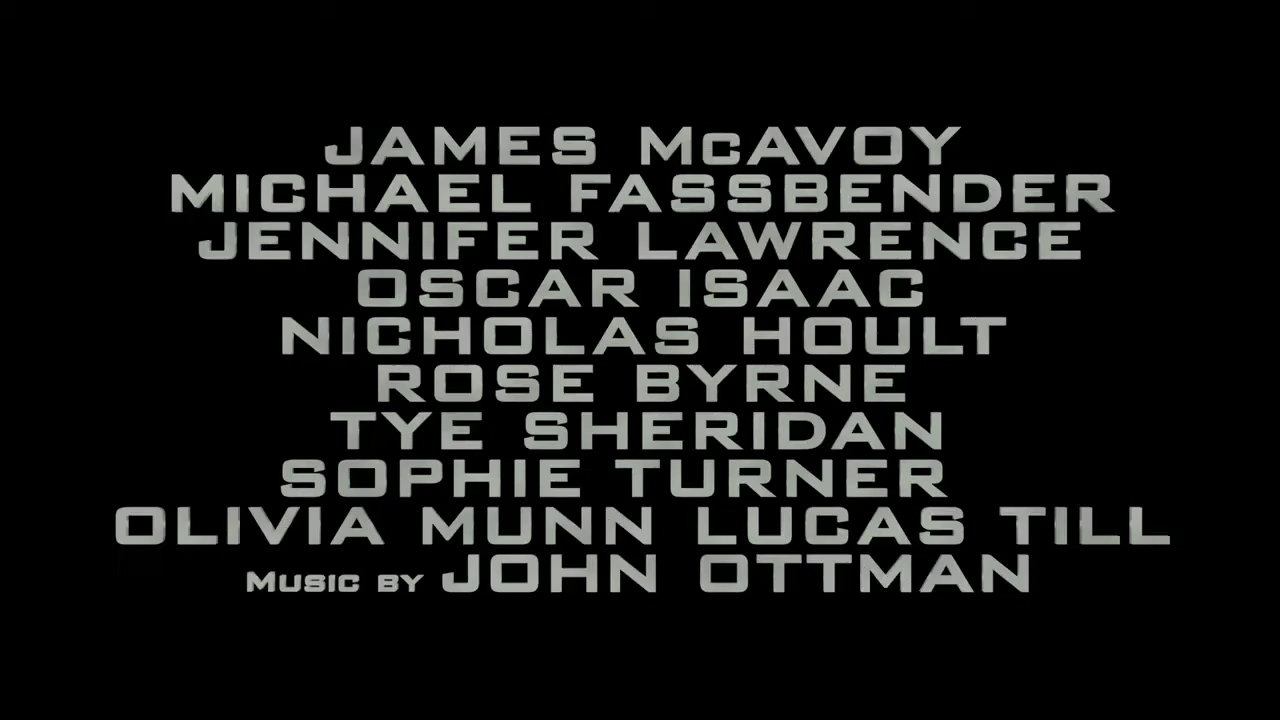 JAMES McAVOY
MICHAEL FASSBENDER
JENNIFER LAWRENCE
OSCAR ISAAC
NICHOLAS HOULT
ROSE BYRNE
TYE SHERIDAN
SOPHIE TURNER
OLIVIA MUNN LUCAS TILL
MUSIC BY JOHN OTTMAN